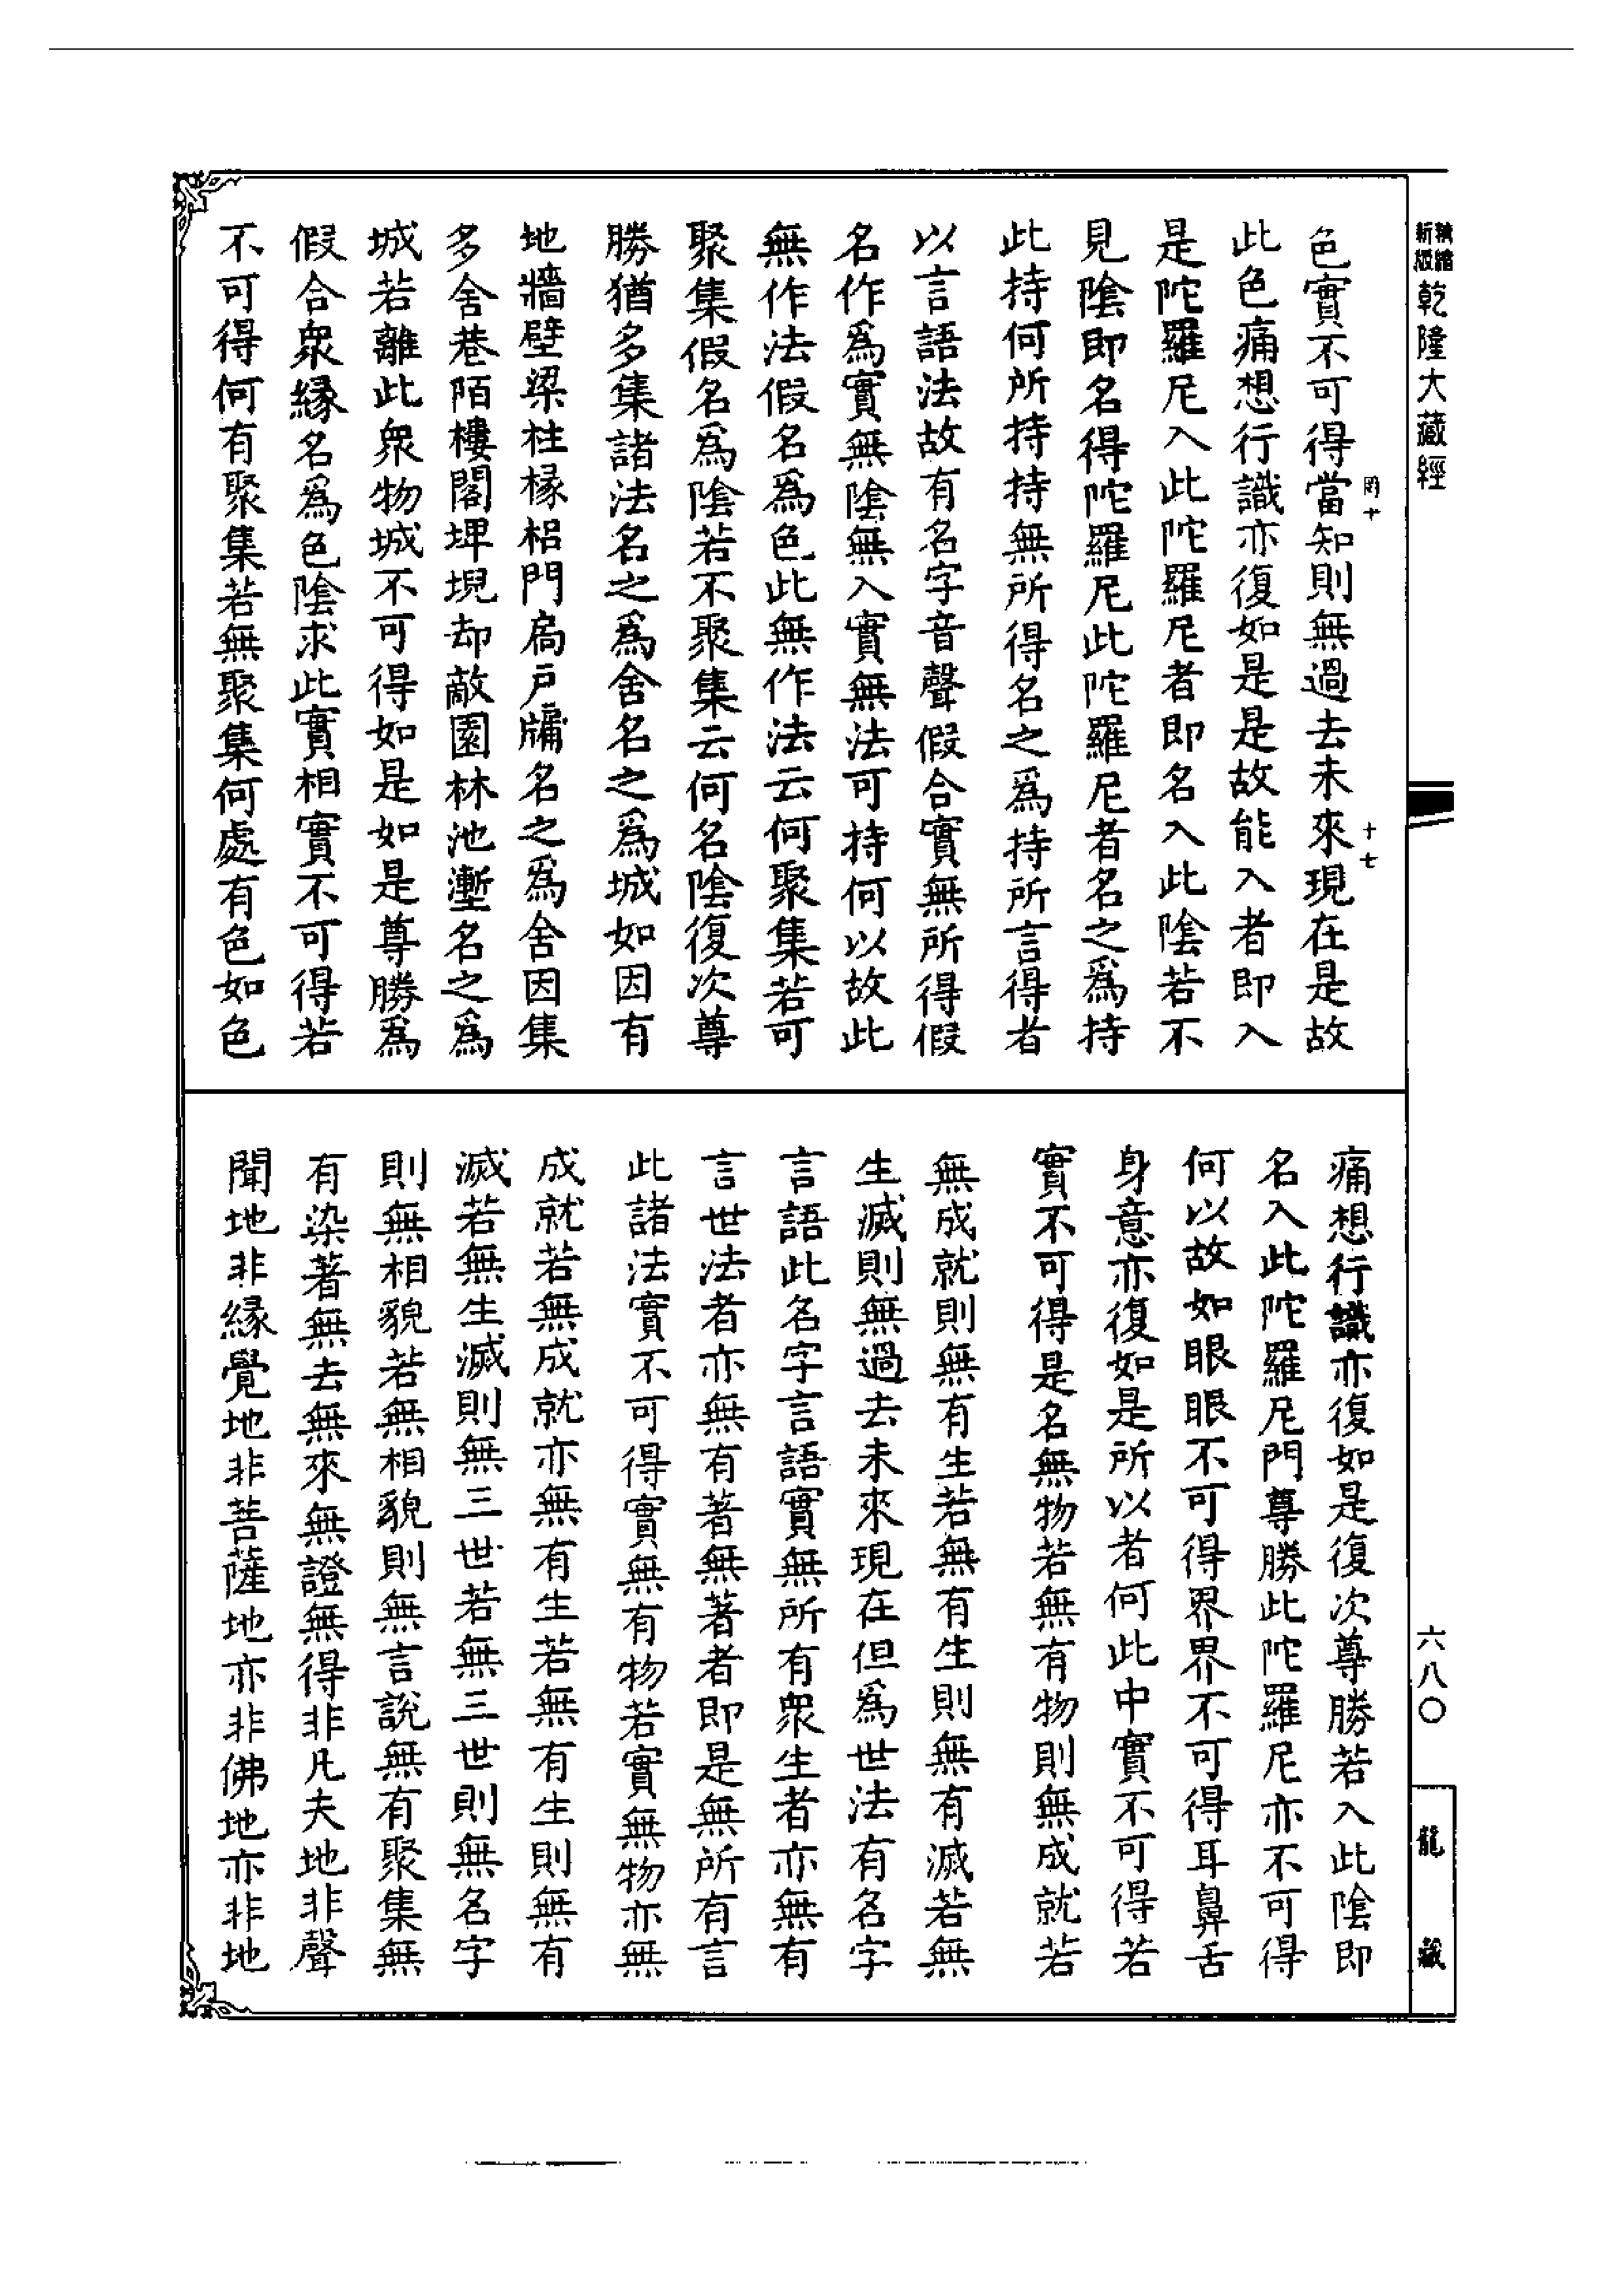 精縮
新版
乾隆大藏經
罔十
十七
色實不可得當知則無過去未來現在是故
此色痛想行識亦復如是是故能入者即入
是陀羅尼入此陀羅尼者即名入此陰若不
見陰即名得陀羅尼此陀羅尼者名之為持
此持何所持持無所得名之為持所言得者
以言語法故有名字音聲假合實無所得假
名作為實無陰無入實無法可持何以故此
無作法假名為色此無作法云何聚集若可
聚集假名為陰若不聚集云何名陰復次尊
勝猶多集諸法名之為舍名之為城如因有
地牆壁梁柱椽梠門扄戶牖名之為舍因集
多舍巷陌樓閣埤堄却敵園林池壍名之為
城若離此衆物城不可得如是如是尊勝為
假合衆緣名為色陰求此實相實不可得若
不可得何有聚集若無聚集何處有色如色
痛想行識亦復如是復次尊勝若入此陰即
名入此陀羅尼門尊勝此陀羅尼亦不可得
何以故如眼眼不可得界界不可得耳鼻舌
身意亦復如是所以者何此中實不可得若
實不可得是名無物若無有物則無成就若
無成就則無有生若無有生則無有滅若無
生滅則無過去未來現在但為世法有名字
言語此名字言語實無所有衆生者亦無有
言世法者亦無有著無著者即是無所有言
此諸法實不可得實無有物若實無物亦無
成就若無成就亦無有生若無有生則無有
滅若無生滅則無三世若無三世則無名字
則無相貌若無相貌則無言說無有聚集無
有染著無去無來無證無得非凡夫地非聲
聞地非緣覺地非菩薩地亦非佛地亦非地
六八〇
龍藏